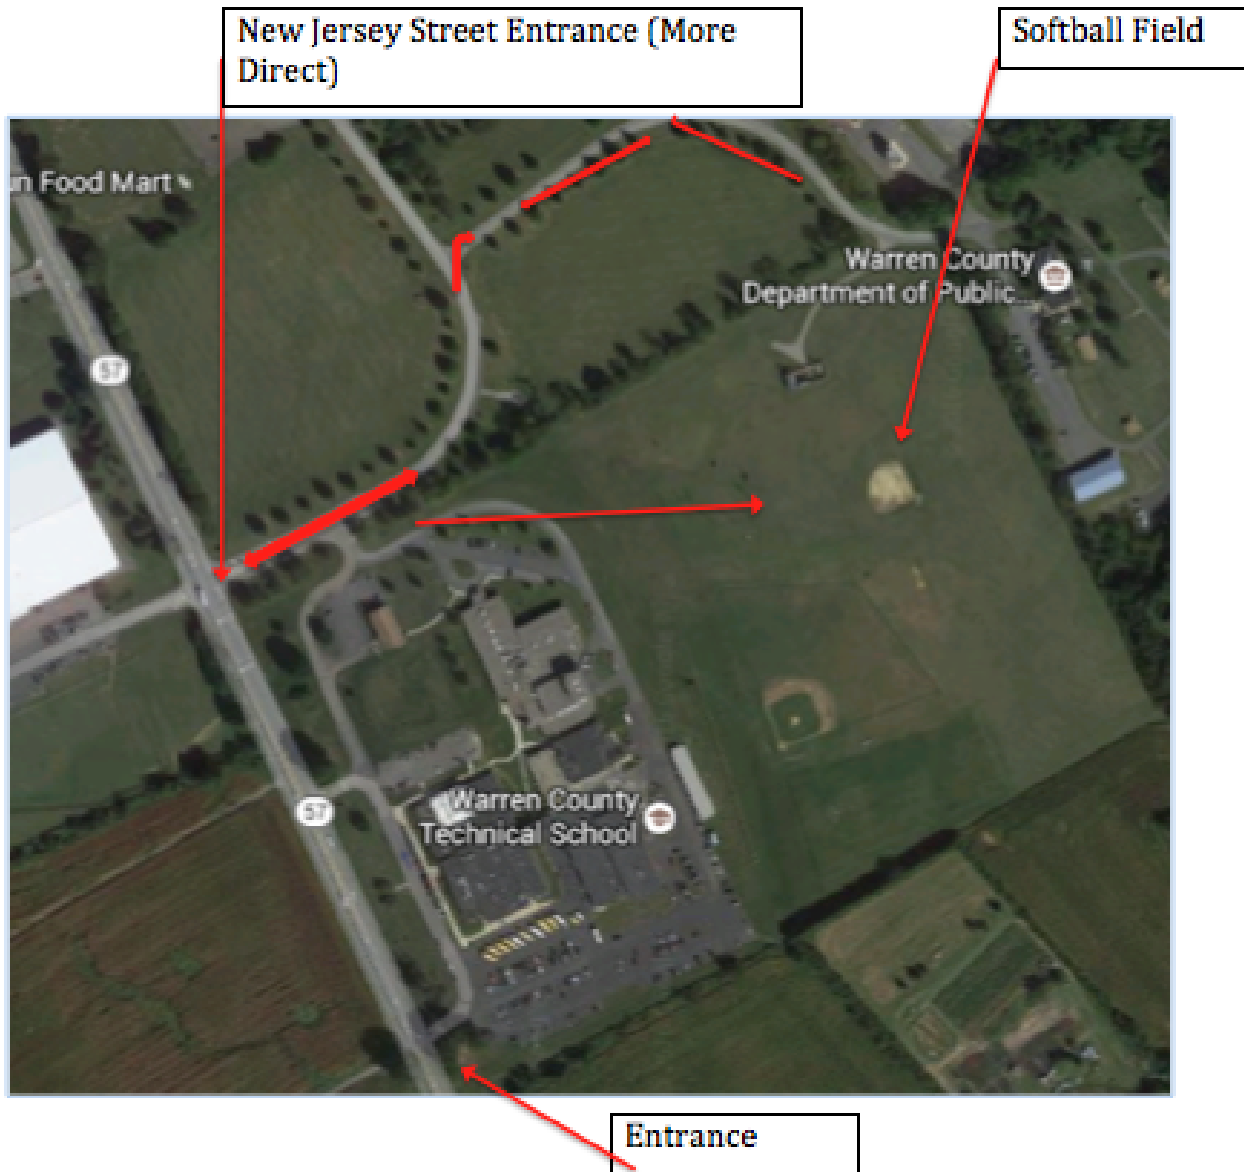 New Jersey Street Entrance (More
Direct)
Softball Field
un Food Mart
Warren County
Department of Public...
57
57
Warren County
Technical School
Entrance